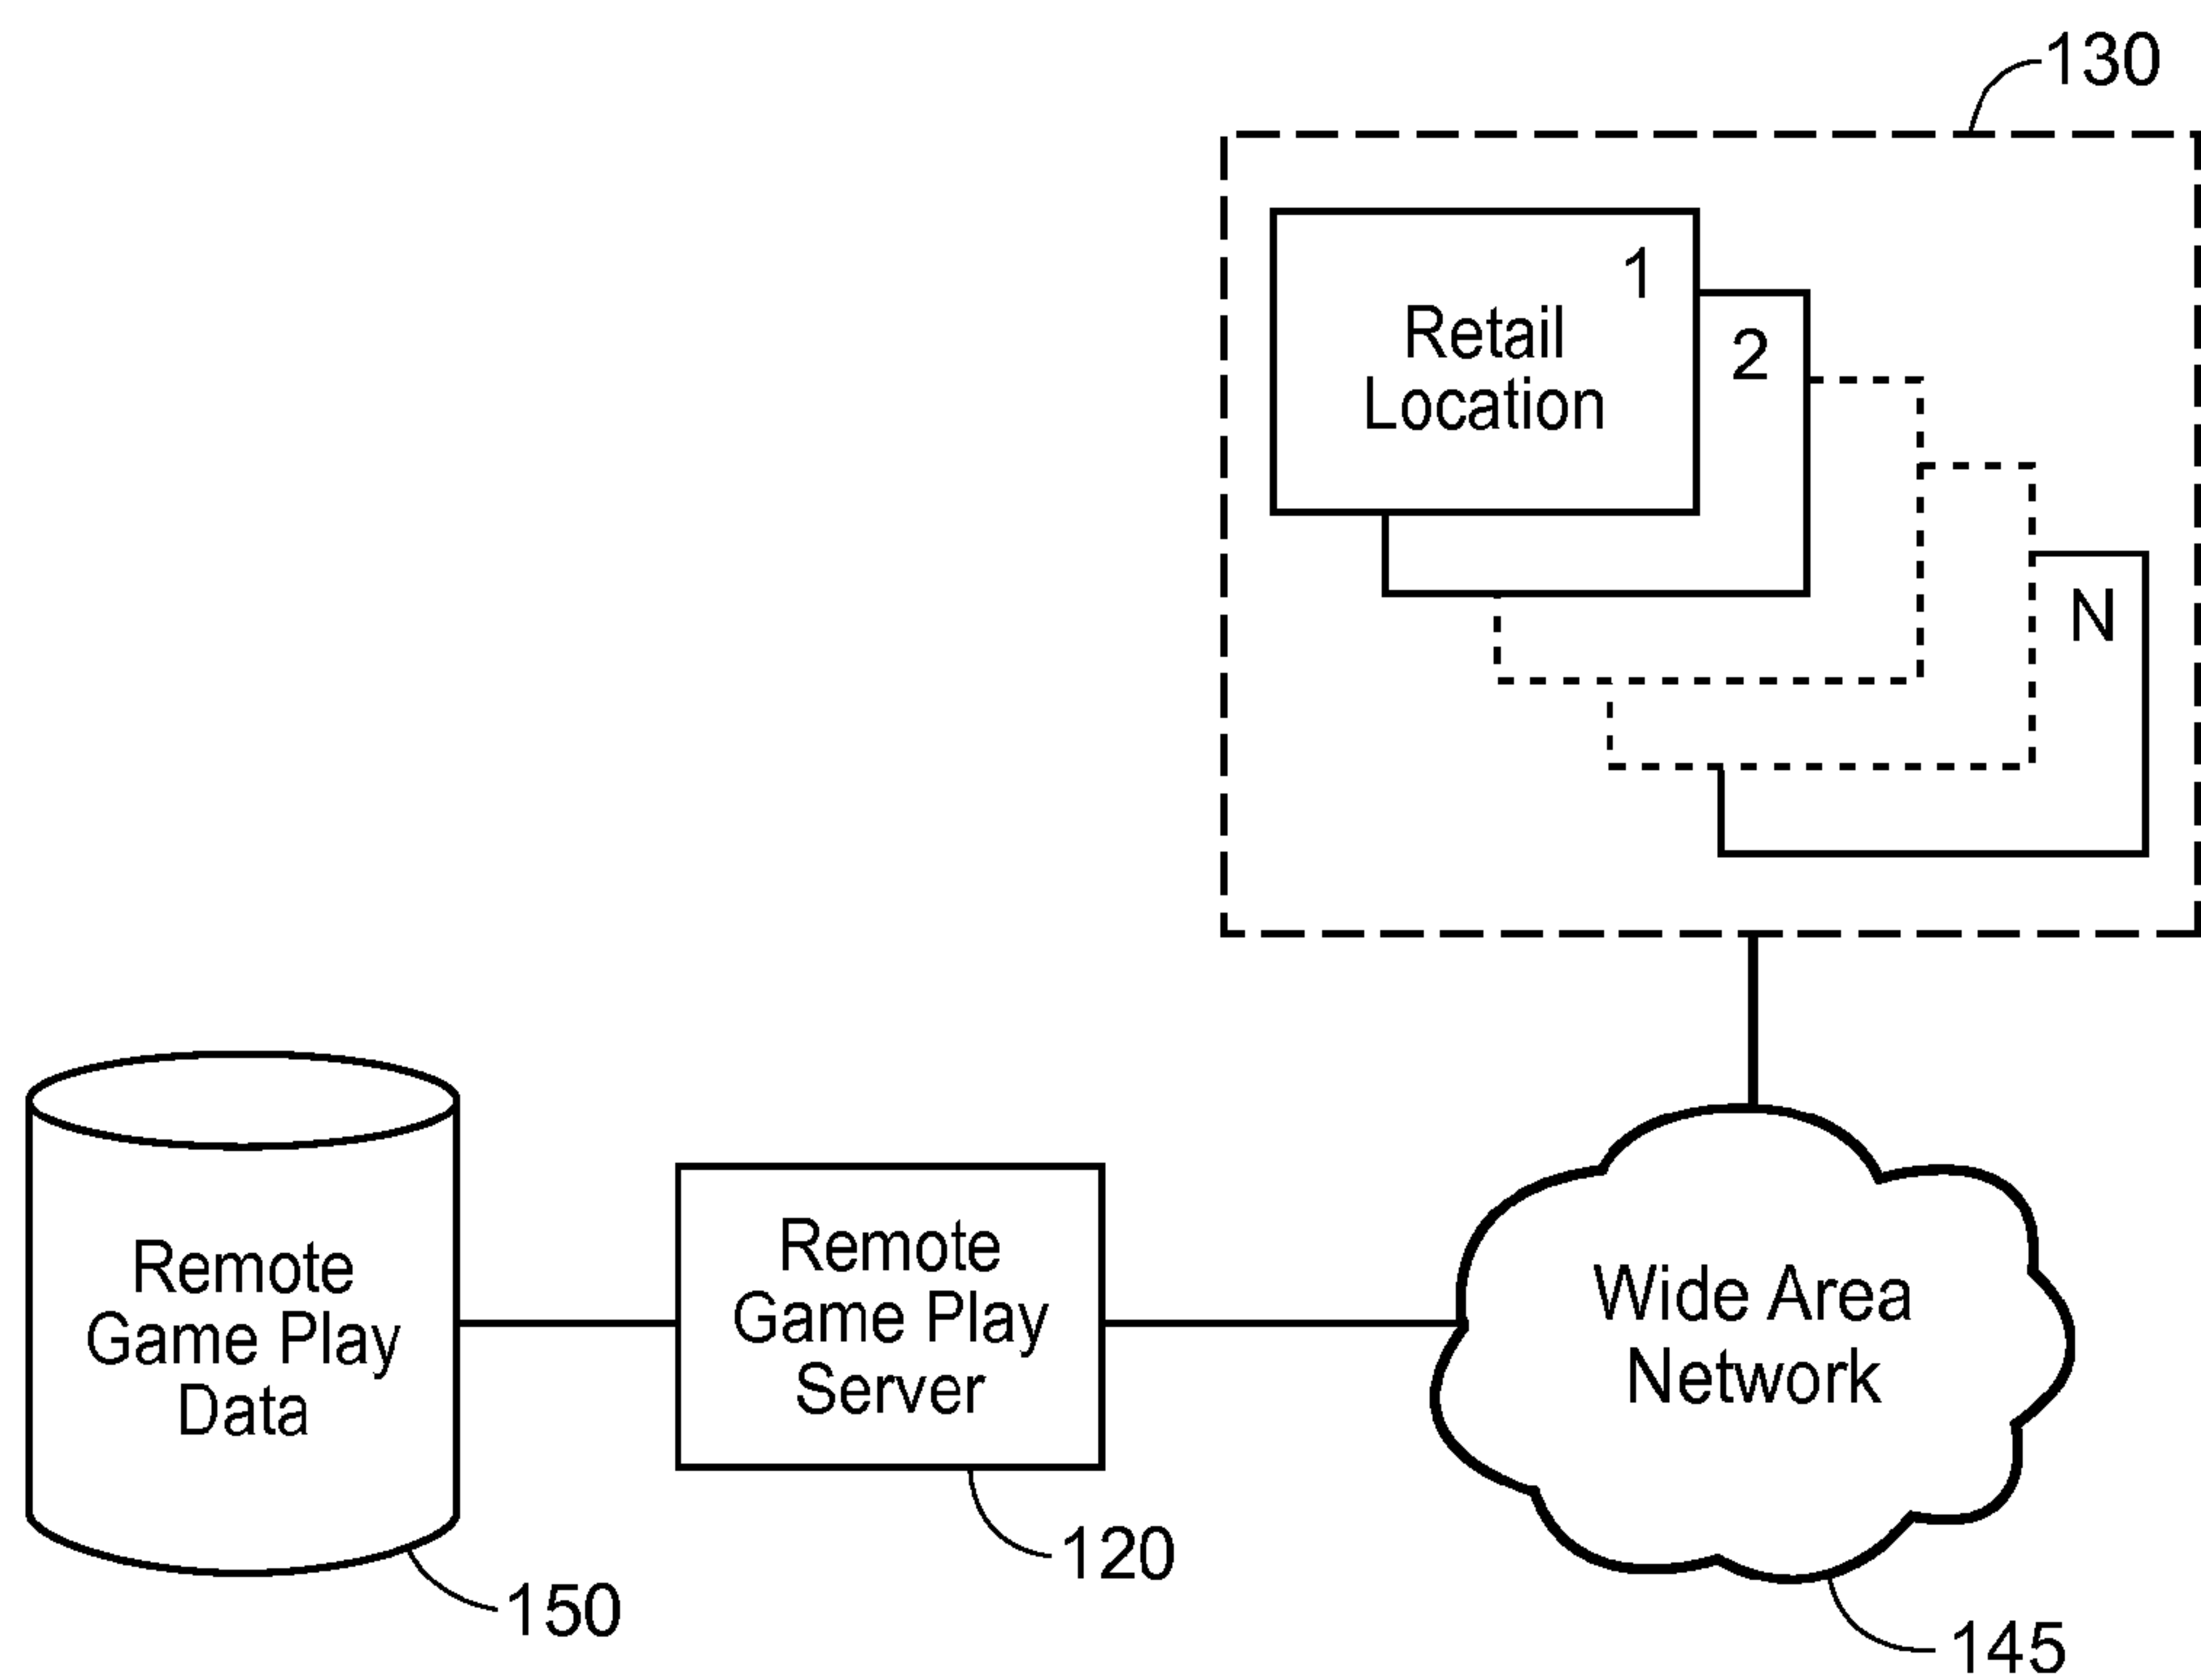 130
1
Retail
Location
2
N
Remote
Game Play
Data
Remote
Game Play
Server
Wide Area
Network
120
150
145